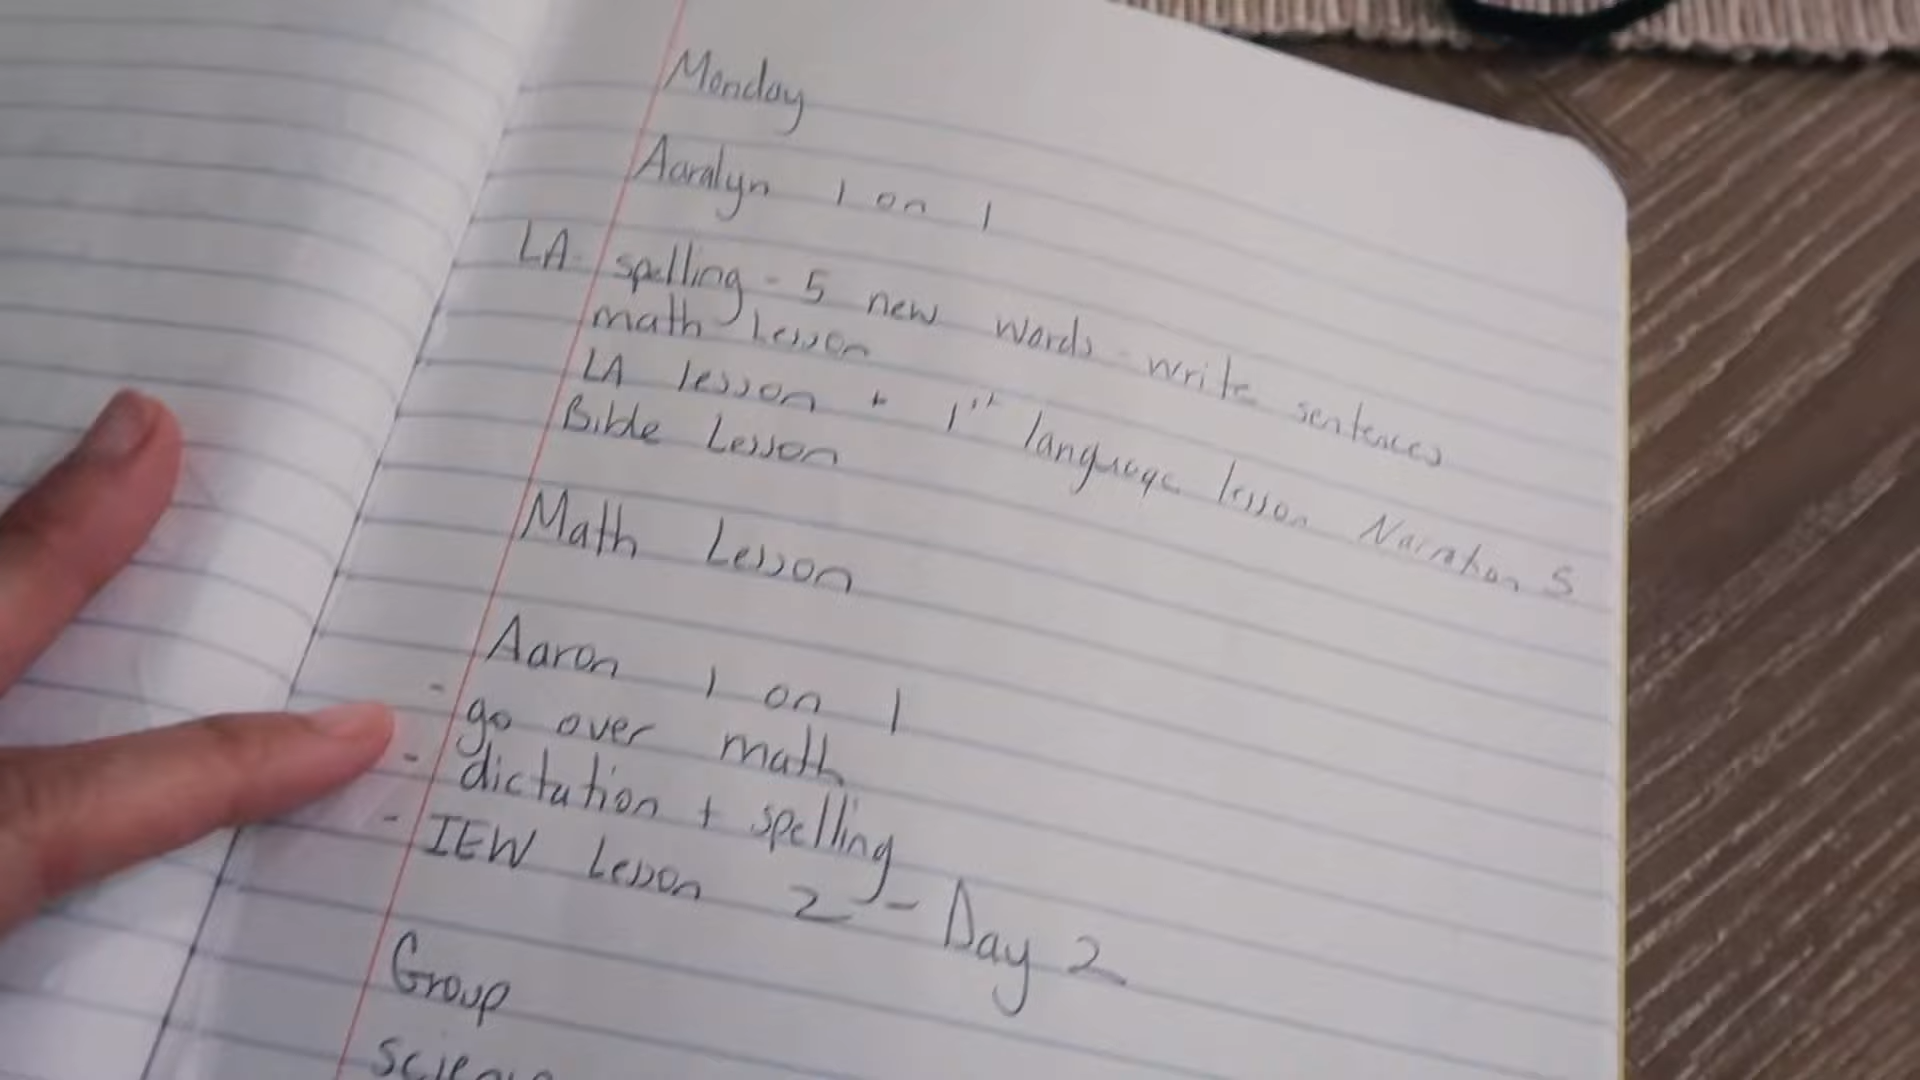 Monday
Aaralyn 1 on 1
LA- spelling - 5 new words - write sentences
math Lesson
LA lesson + 1st language lesson Narration 5
Bible Lesson
Math Lesson
Aaron 1 on 1
- go over math
- dictation + spelling
- IEW Lesson 2 - Day 2
Group